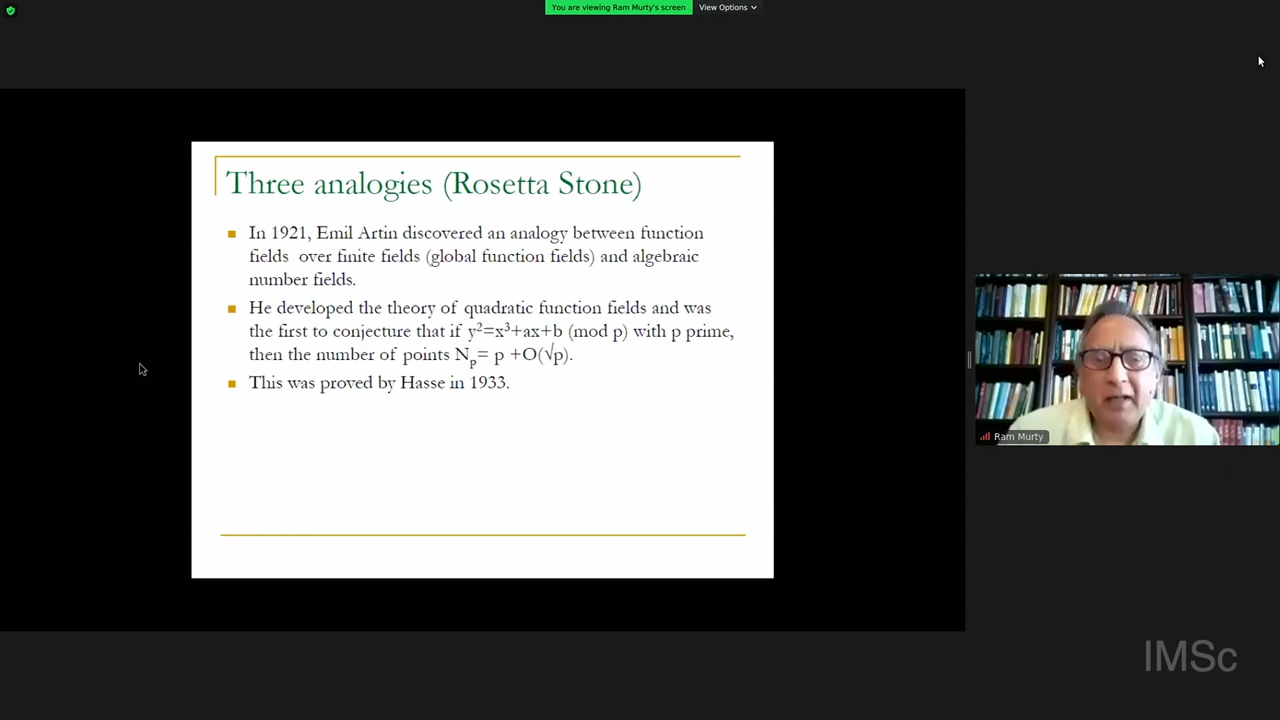 You are viewing Ram Murty's screen
View Options
Three analogies (Rosetta Stone)
In 1921, Emil Artin discovered an analogy between function
fields over finite fields (global function fields) and algebraic
number fields.
He developed the theory of quadratic function fields and was
the first to conjecture that if y²=x³+ax+b (mod p) with p prime,
then the number of points Nₚ= p +O(√p).
This was proved by Hasse in 1933.
Ram Murty
IMSc